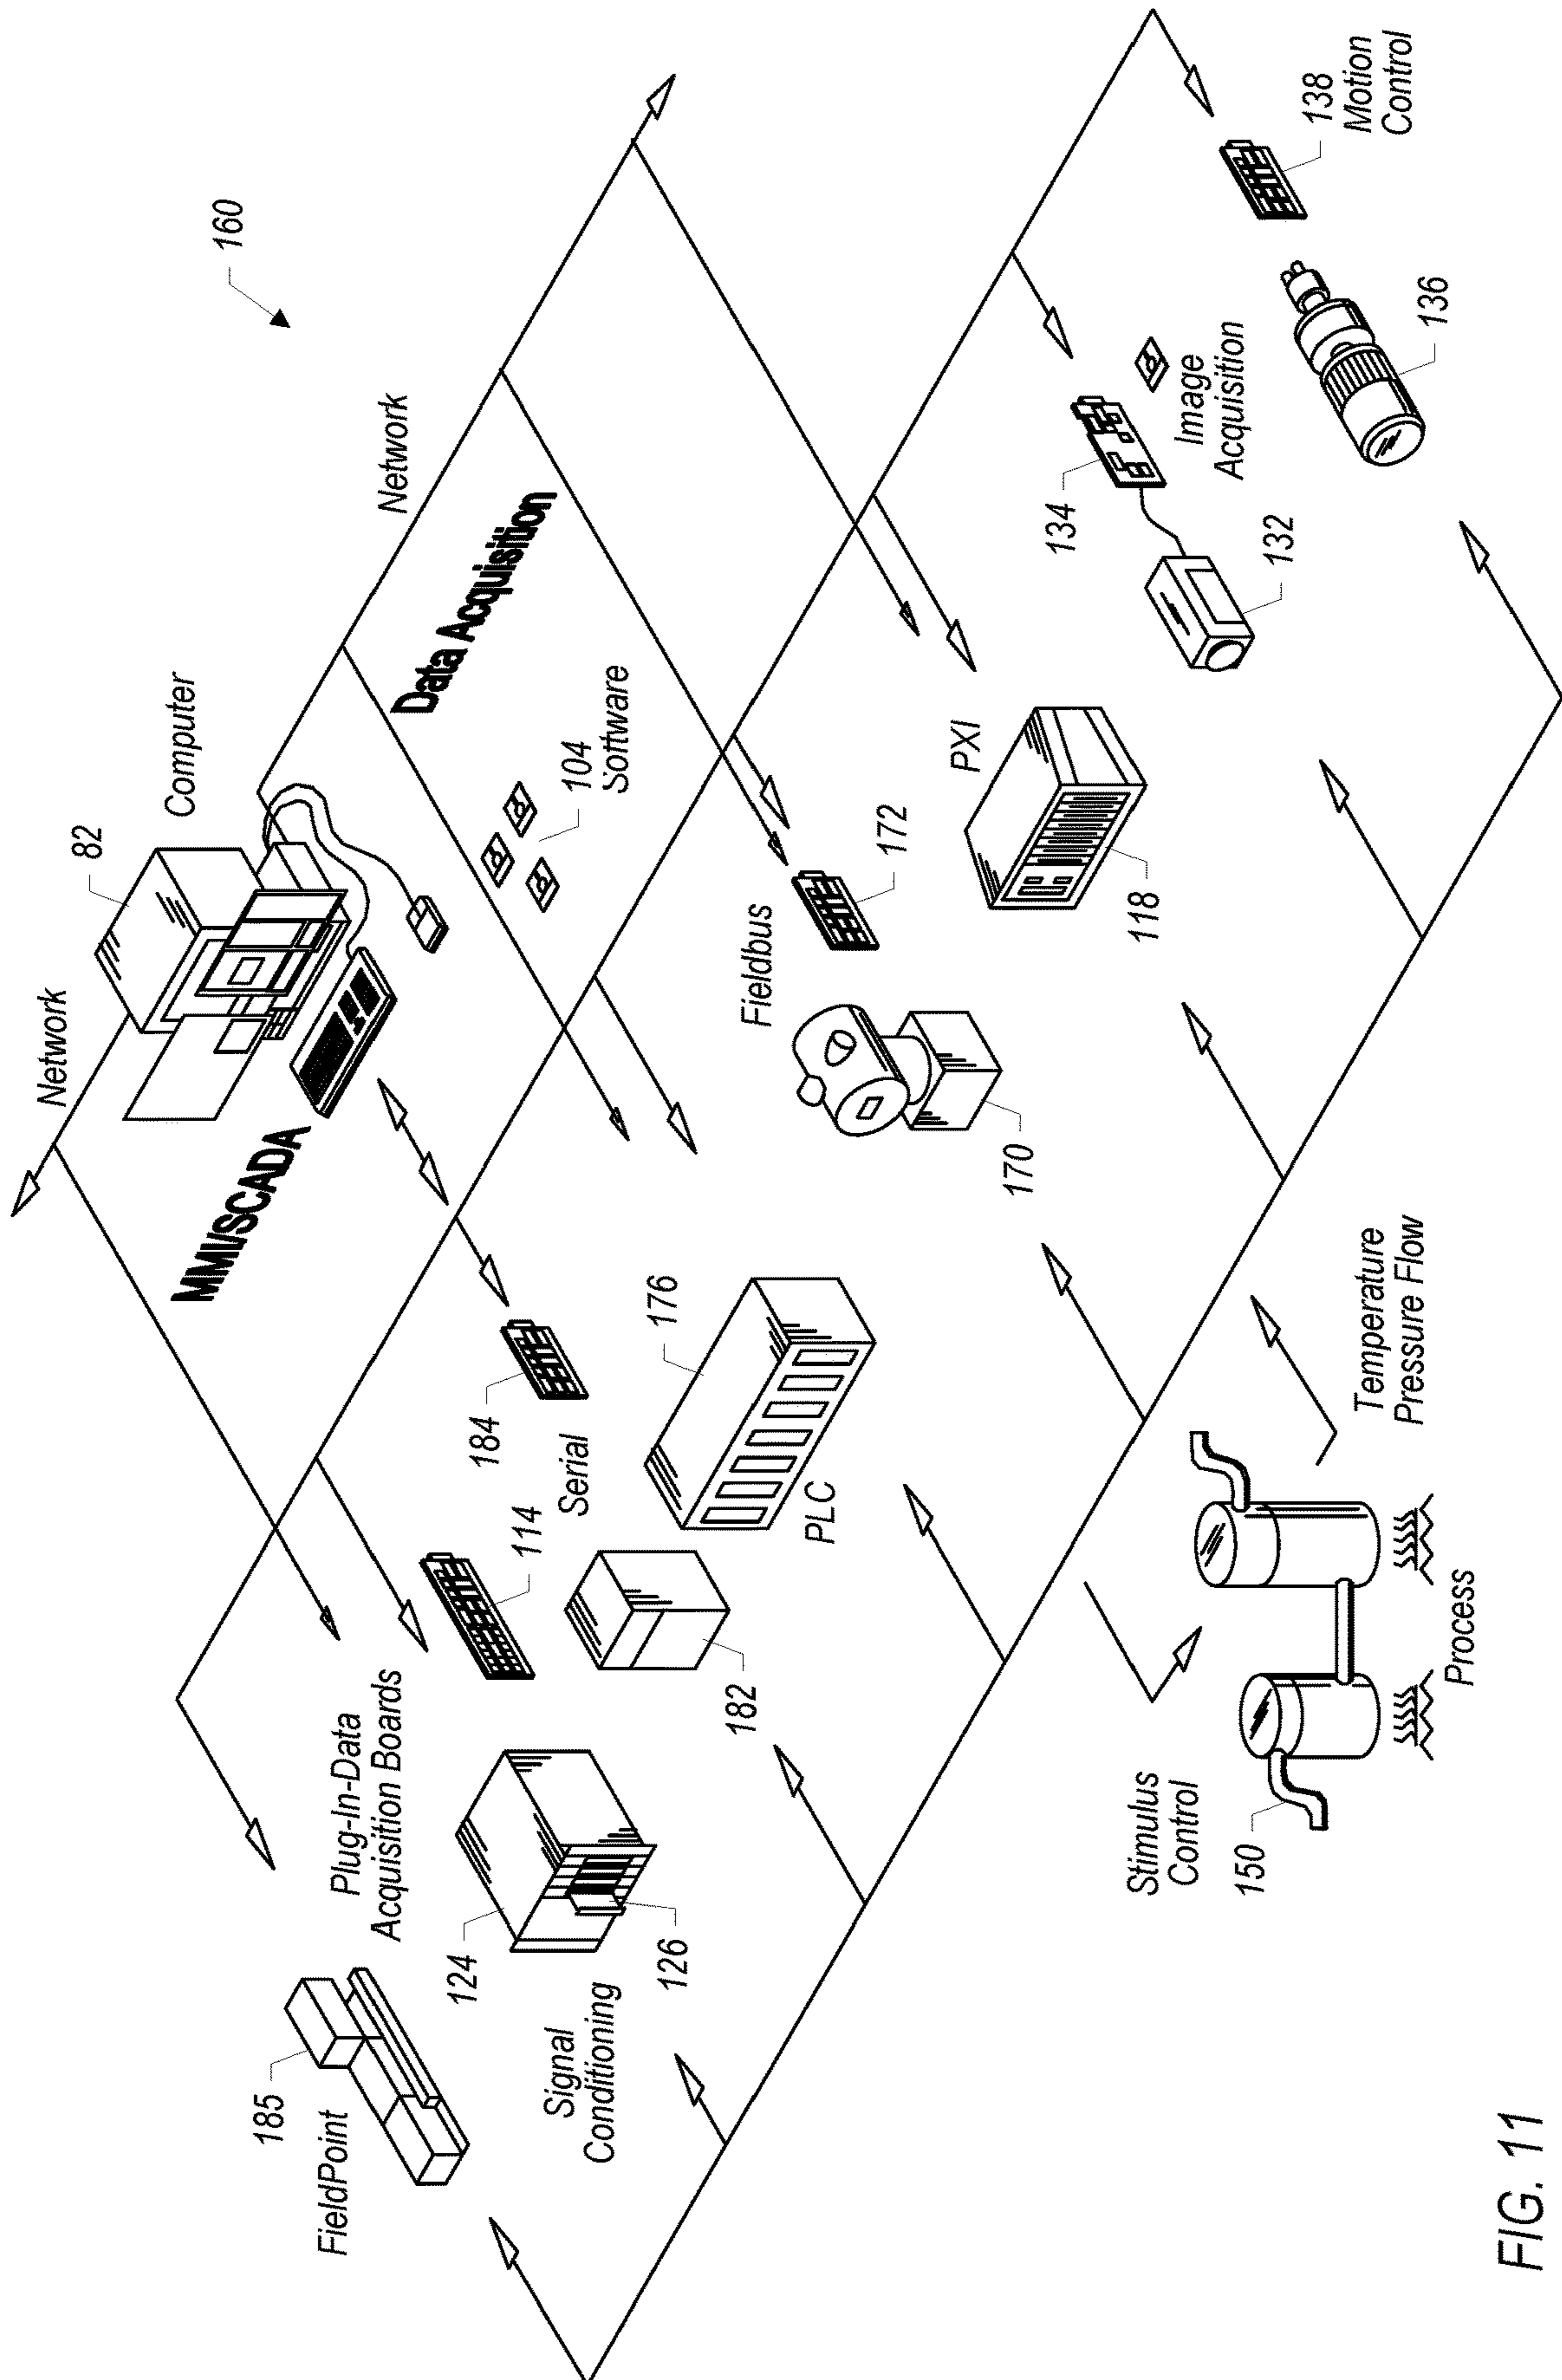 Network
Computer
82
Network
160
MMI/SCADA
Data Acquisition
104
Software
185
FieldPoint
Plug-In-Data
Acquisition Boards
114
184
Serial
124
126
Signal
Conditioning
182
176
PLC
Fieldbus
172
170
PXI
118
134
Image
Acquisition
132
138
Motion
Control
136
Stimulus
Control
150
Process
Temperature
Pressure Flow
FIG. 11